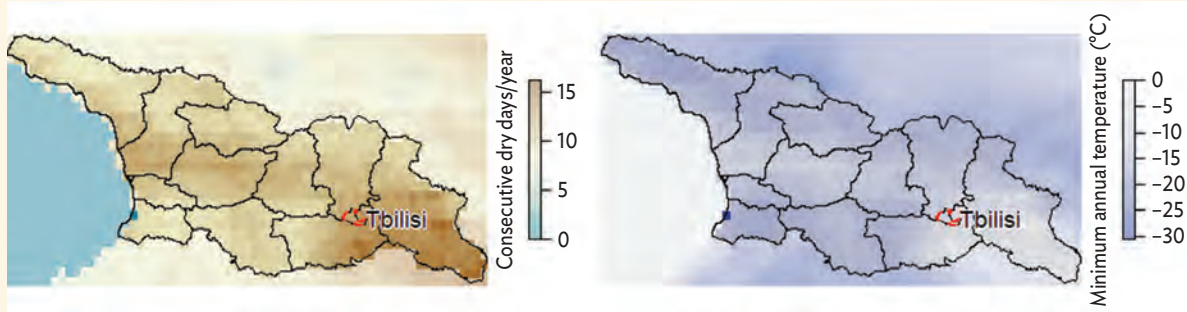 Tbilisi
Consecutive dry days/year
15
10
5
0
Tbilisi
Minimum annual temperature (°C)
0
–5
–10
–15
–20
–25
–30